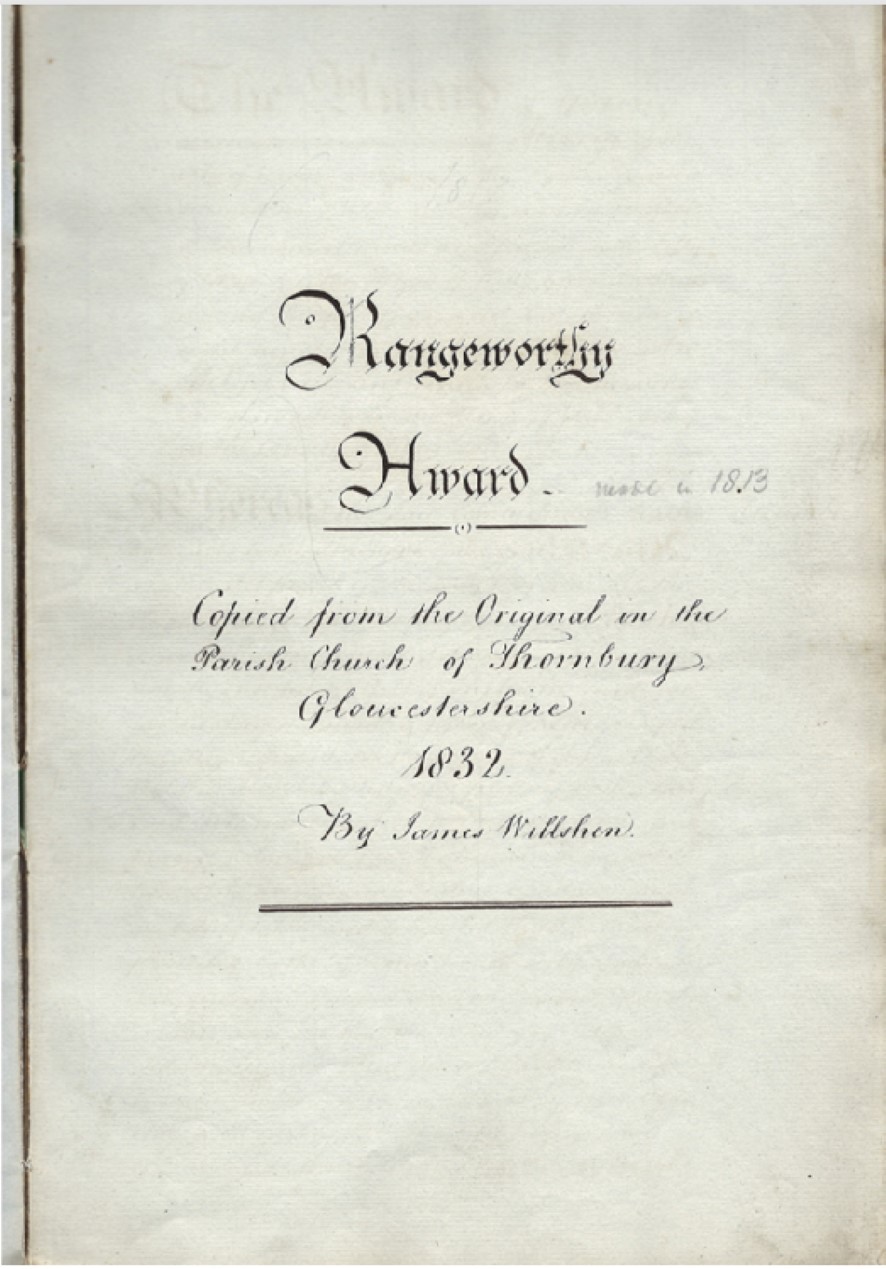 Rangeworthy
Award. made in 1813
Copied from the Original in the
Parish Church of Thornbury,
Gloucestershire.
1832.
By James Willshen.